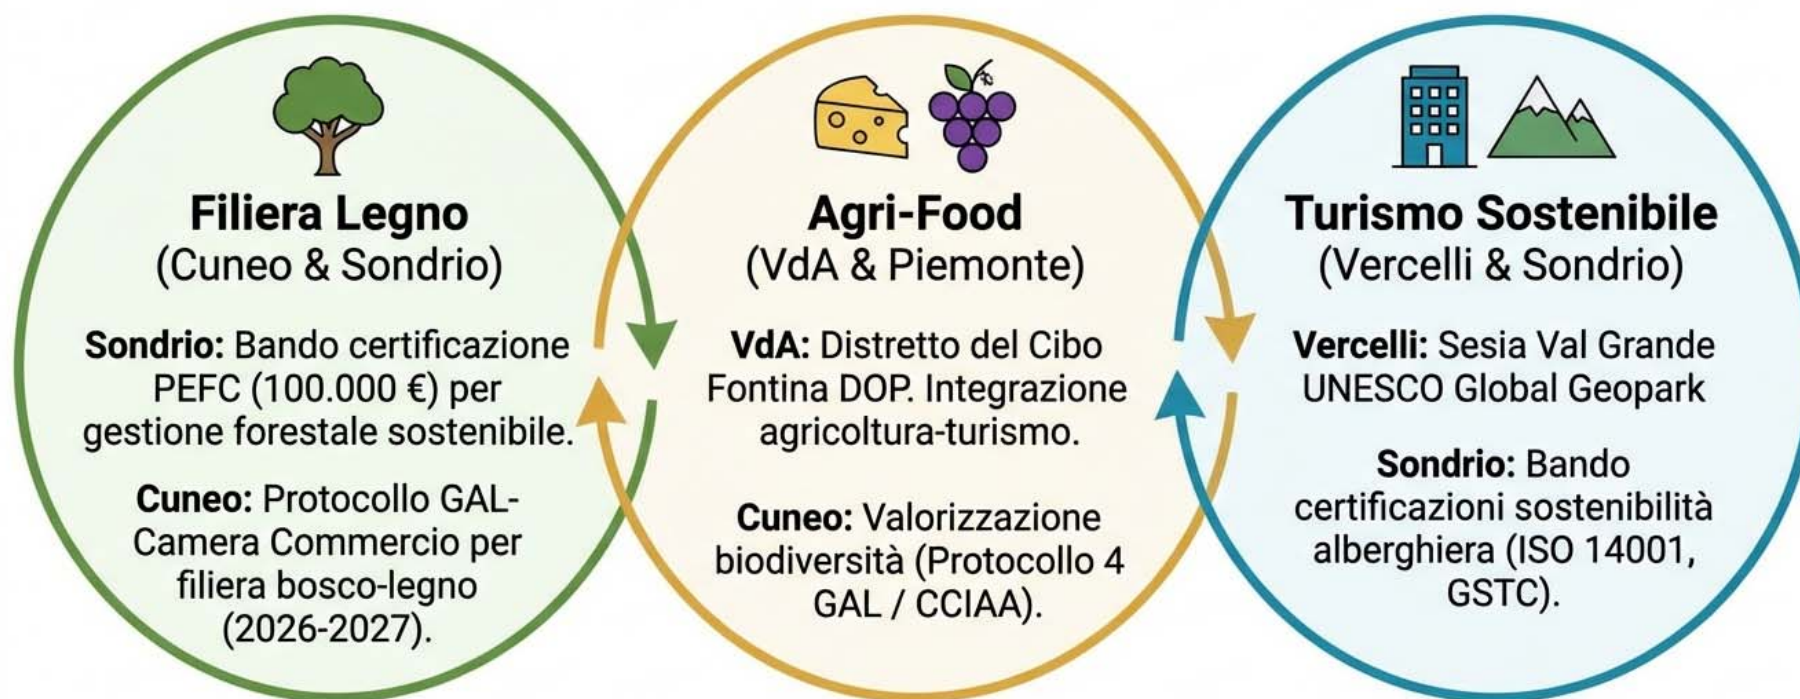 Filiera Legno
(Cuneo & Sondrio)
Sondrio: Bando certificazione
PEFC (100.000 €) per
gestione forestale sostenibile.
Cuneo: Protocollo GAL-
Camera Commercio per
filiera bosco-legno
(2026-2027).
Agri-Food
(VdA & Piemonte)
VdA: Distretto del Cibo
Fontina DOP. Integrazione
agricoltura-turismo.
Cuneo: Valorizzazione
biodiversità (Protocollo 4
GAL / CCIAA).
Turismo Sostenibile
(Vercelli & Sondrio)
Vercelli: Sesia Val Grande
UNESCO Global Geopark
Sondrio: Bando
certificazioni sostenibilità
alberghiera (ISO 14001,
GSTC).